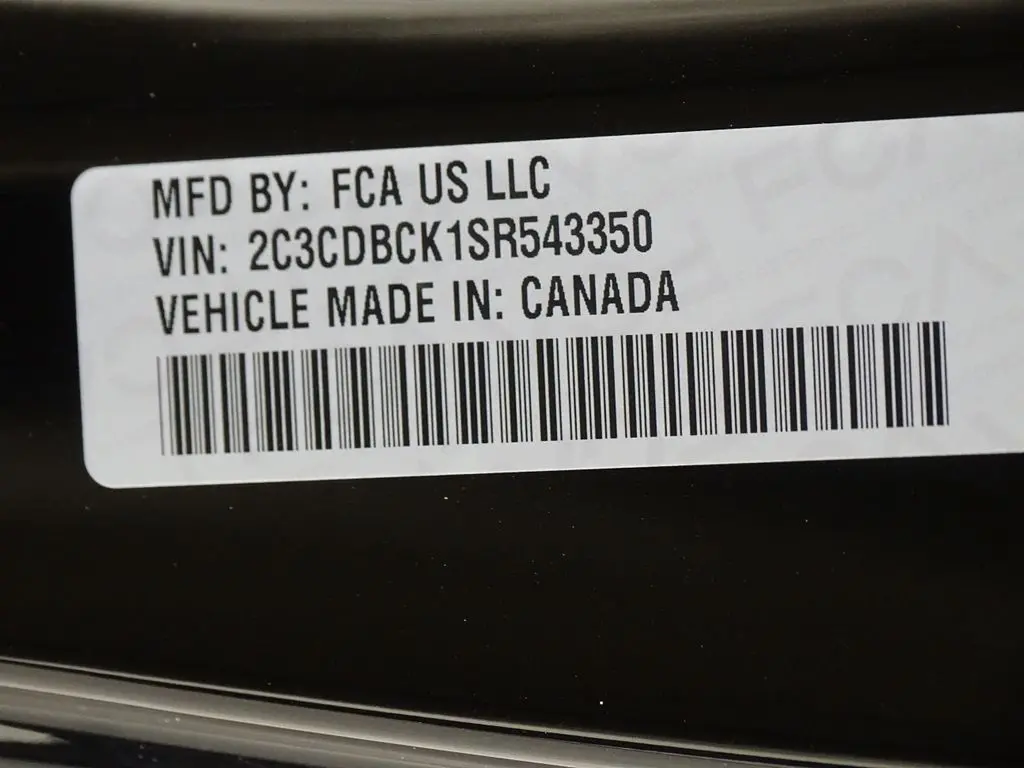 MFD BY: FCA US LLC
VIN: 2C3CDBCK1SR543350
VEHICLE MADE IN: CANADA